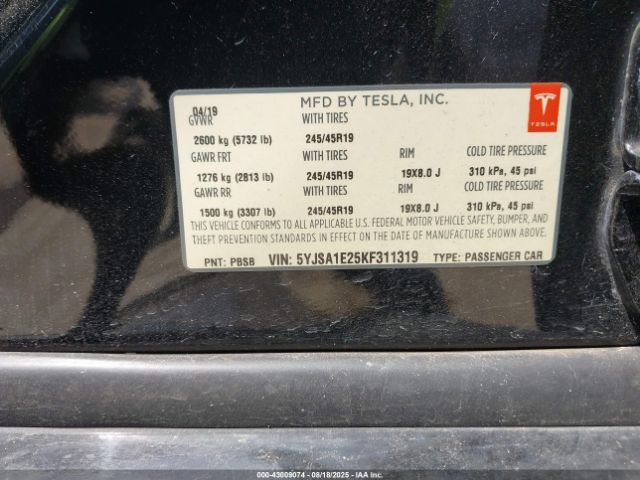 04/19
MFD BY TESLA, INC.
GVWR WITH TIRES
TESLA
2600 kg (5732 lb) 245/45R19
GAWR FRT WITH TIRES RIM COLD TIRE PRESSURE
1276 kg (2813 lb) 245/45R19 19X8.0 J 310 kPa, 45 psi
GAWR RR WITH TIRES RIM COLD TIRE PRESSURE
1500 kg (3307 lb) 245/45R19 19X8.0 J 310 kPa, 45 psi
THIS VEHICLE CONFORMS TO ALL APPLICABLE U.S. FEDERAL MOTOR VEHICLE SAFETY, BUMPER, AND
THEFT PREVENTION STANDARDS IN EFFECT ON THE DATE OF MANUFACTURE SHOWN ABOVE.
PNT: PBSB VIN: 5YJSA1E25KF311319 TYPE: PASSENGER CAR
000-43009074 - 08/18/2025 - IAAI.COM